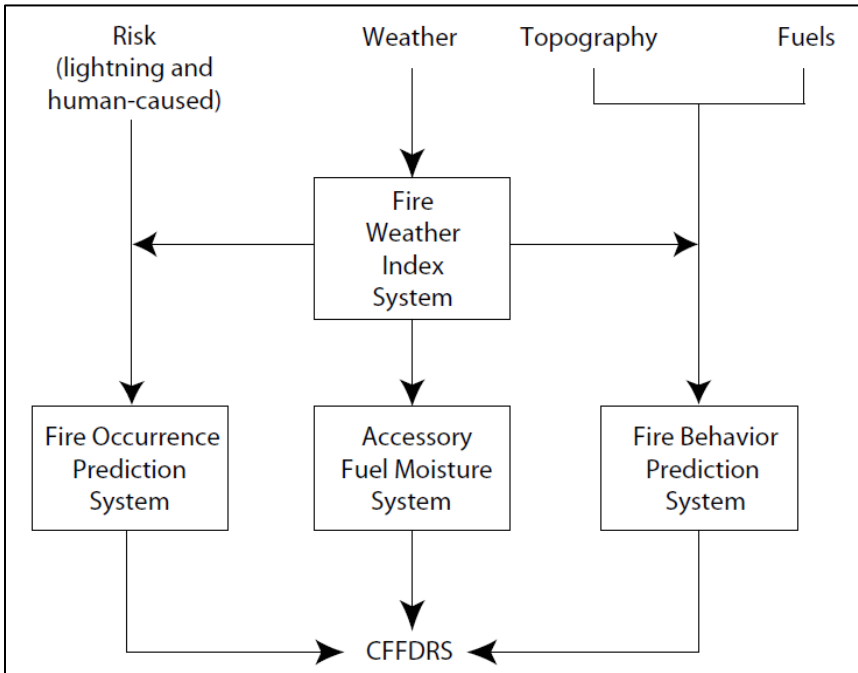 Risk
(lightning and
human-caused)
Weather
Topography
Fuels
Fire
Weather
Index
System
Fire Occurrence
Prediction
System
Accessory
Fuel Moisture
System
Fire Behavior
Prediction
System
CFFDRS